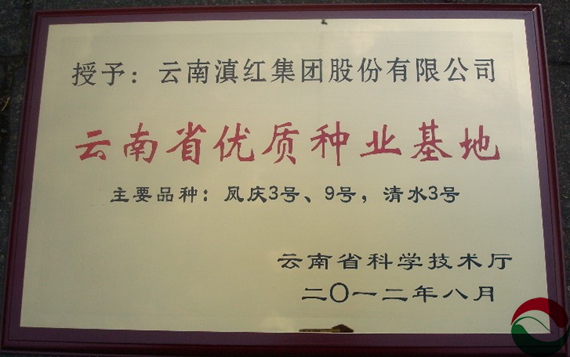 授予：云南滇红集团股份有限公司
云南省优质种业基地
主要品种：凤庆3号、9号，清水3号
云南省科学技术厅
二〇一二年八月